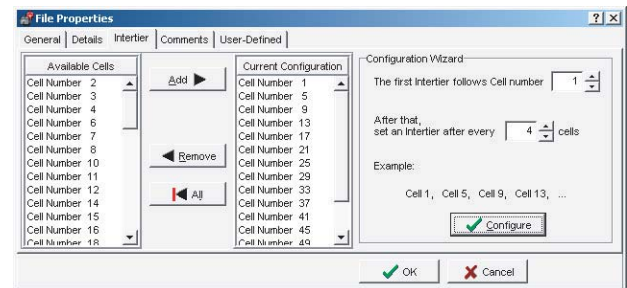 File Properties
General Details Intertier Comments User-Defined
Available Cells
Cell Number 2
Cell Number 3
Cell Number 4
Cell Number 6
Cell Number 7
Cell Number 8
Cell Number 10
Cell Number 11
Cell Number 12
Cell Number 14
Cell Number 15
Cell Number 16
Cell Number 18
Add
Remove
All
Current Configuration
Cell Number 1
Cell Number 5
Cell Number 9
Cell Number 13
Cell Number 17
Cell Number 21
Cell Number 25
Cell Number 29
Cell Number 33
Cell Number 37
Cell Number 41
Cell Number 45
Cell Number 49
Configuration Wizard
The first Intertier follows Cell number 1
After that,
set an Intertier after every 4 cells
Example:
Cell 1, Cell 5, Cell 9, Cell 13, ...
Configure
OK Cancel